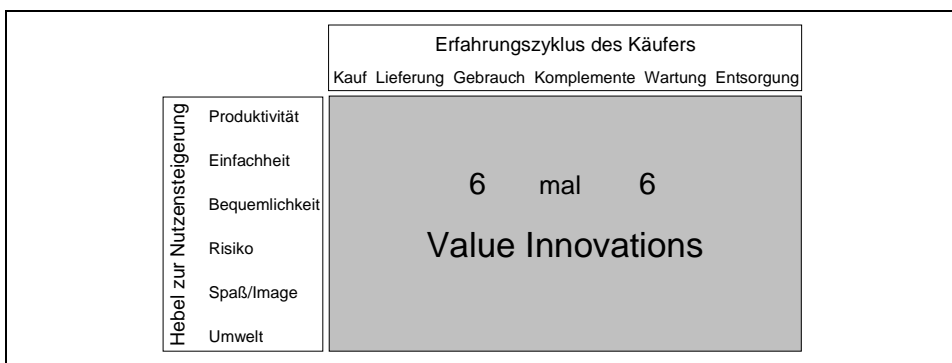 Erfahrungszyklus des Käufers
Kauf Lieferung Gebrauch Komplemente Wartung Entsorgung
Hebel zur Nutzensteigerung
Produktivität
Einfachheit
Bequemlichkeit
Risiko
Spaß/Image
Umwelt
6 mal 6
Value Innovations